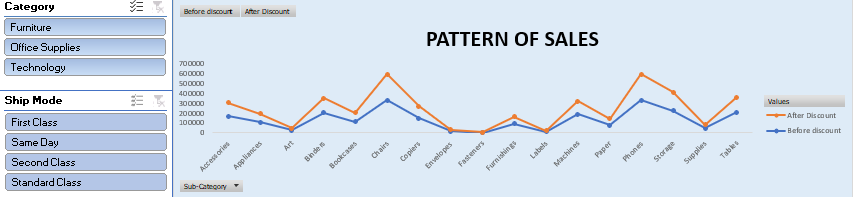 Category
Furniture
Office Supplies
Technology
Ship Mode
First Class
Same Day
Second Class
Standard Class
Before discount After Discount
PATTERN OF SALES
700000
600000
500000
400000
300000
200000
100000
0
Accessories Appliances Art Binders Bookcases Chairs Copiers Envelopes Fasteners Furnishings Labels Machines Paper Phones Storage Supplies Tables
Values
After Discount
Before discount
Sub-Category